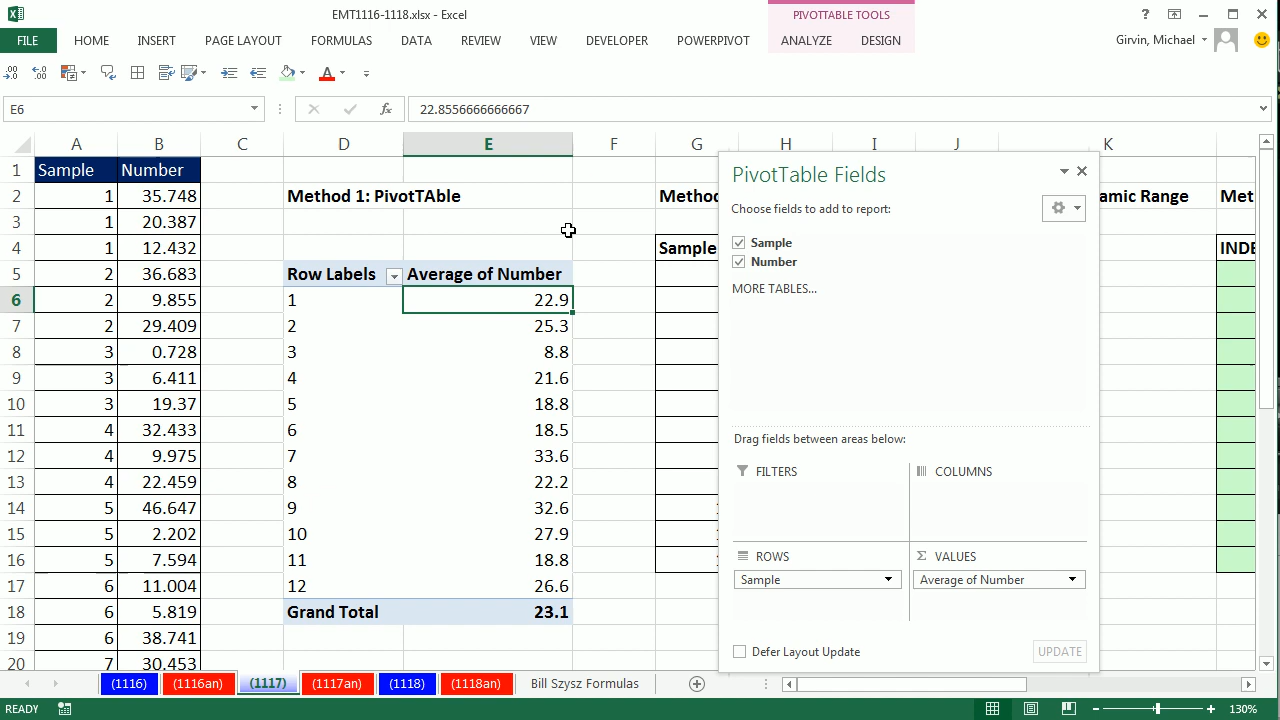 EMT1116-1118.xlsx - Excel
PIVOTTABLE TOOLS
?
FILE HOME INSERT PAGE LAYOUT FORMULAS DATA REVIEW VIEW DEVELOPER POWERPIVOT ANALYZE DESIGN Girvin, Michael
E6 fx 22.8556666666667
A B C D E F G H I J K
1 Sample Number
2 1 35.748 Method 1: PivotTAble Metho amic Range Met
3 1 20.387
4 1 12.432 Sample INDE
5 2 36.683 Row Labels Average of Number
6 2 9.855 1 22.9
7 2 29.409 2 25.3
8 3 0.728 3 8.8
9 3 6.411 4 21.6
10 3 19.37 5 18.8
11 4 32.433 6 18.5
12 4 9.975 7 33.6
13 4 22.459 8 22.2
14 5 46.647 9 32.6
15 5 2.202 10 27.9
16 5 7.594 11 18.8
17 6 11.004 12 26.6
18 6 5.819 Grand Total 23.1
19 6 38.741
20 7 30.453
PivotTable Fields
Choose fields to add to report:
Sample
Number
MORE TABLES...
Drag fields between areas below:
FILTERS COLUMNS
ROWS VALUES
Sample Average of Number
Defer Layout Update UPDATE
(1116) (1116an) (1117) (1117an) (1118) (1118an) Bill Szysz Formulas
READY 130%